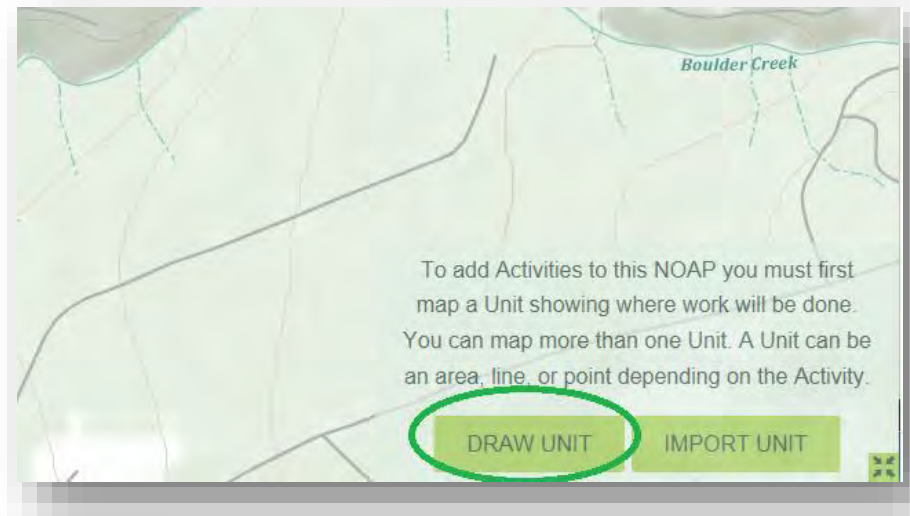 Boulder Creek
To add Activities to this NOAP you must first
map a Unit showing where work will be done.
You can map more than one Unit. A Unit can be
an area, line, or point depending on the Activity.
DRAW UNIT IMPORT UNIT